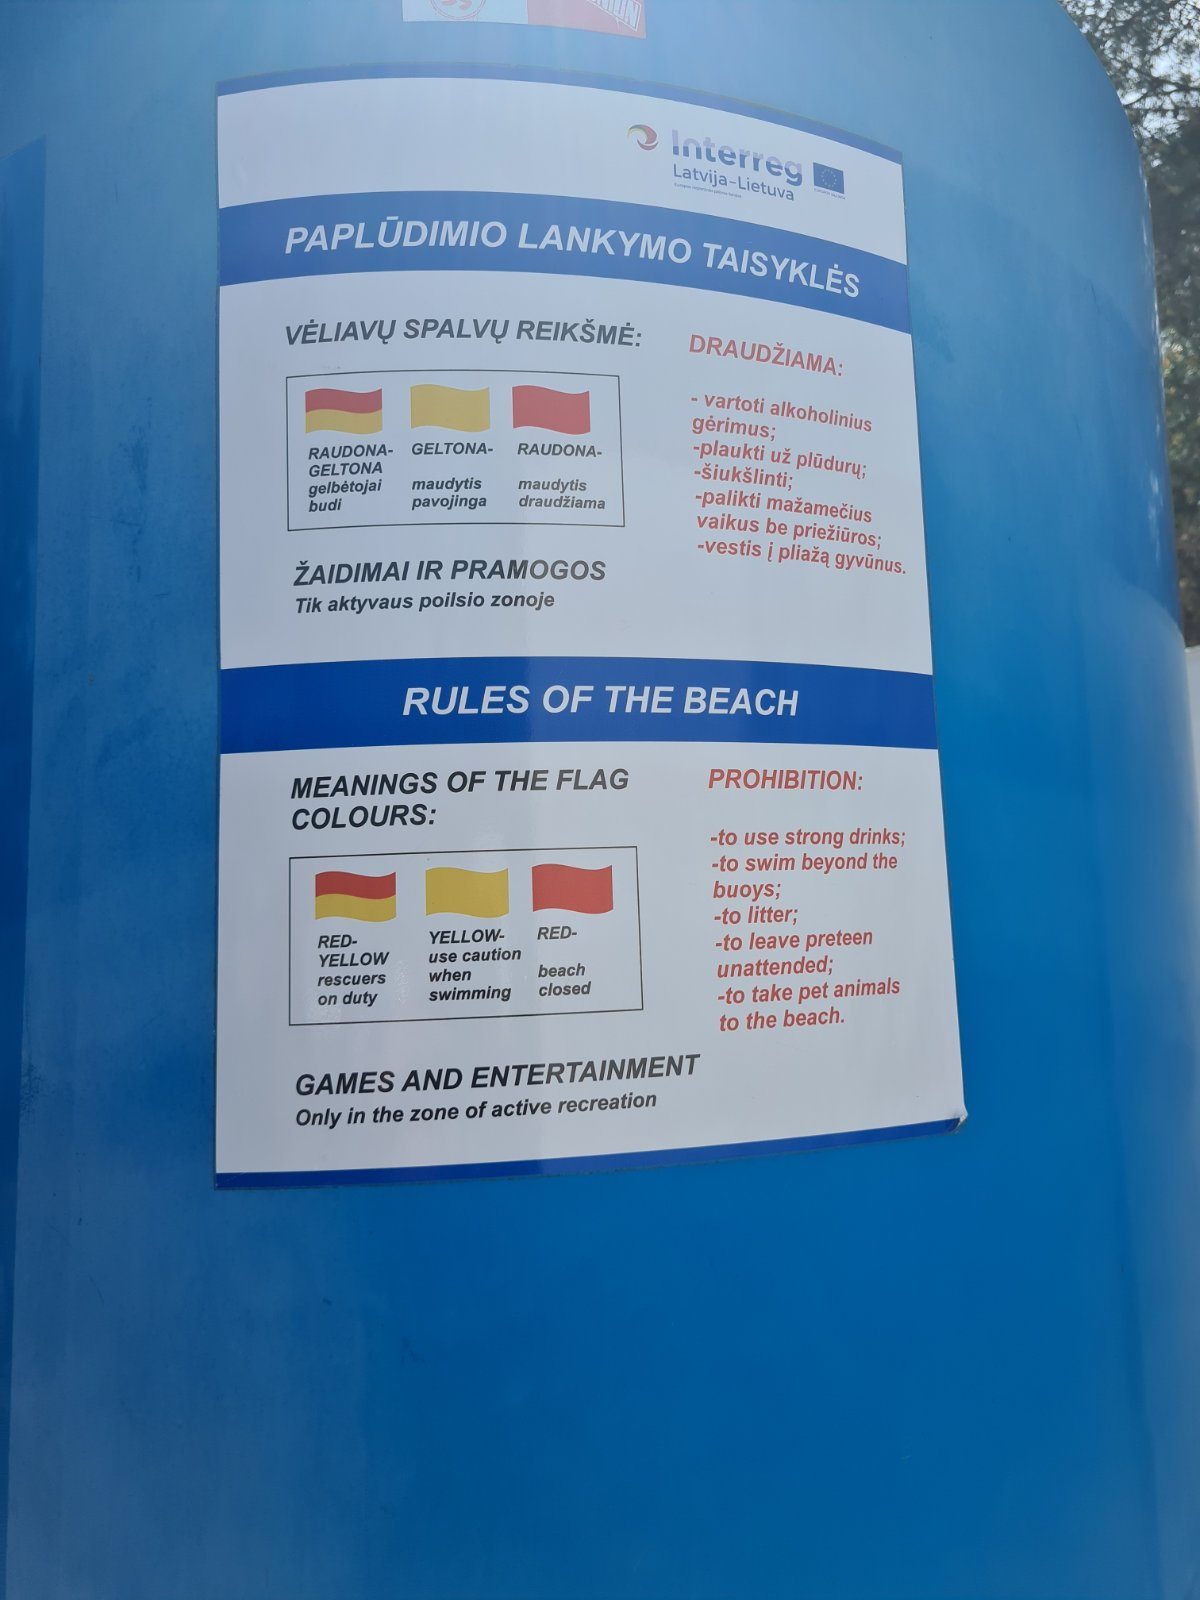 Interreg
Latvija-Lietuva
PAPLŪDIMIO LANKYMO TAISYKLĖS
VĖLIAVŲ SPALVŲ REIKŠMĖ:
RAUDONA-
GELTONA
gelbėtojai
budi
GELTONA-
maudytis
pavojinga
RAUDONA-
maudytis
draudžiama
ŽAIDIMAI IR PRAMOGOS
Tik aktyvaus poilsio zonoje
DRAUDŽIAMA:
- vartoti alkoholinius
gėrimus;
-plaukti už plūdurų;
-šiukšlinti;
-palikti mažamečius
vaikus be priežiūros;
-vestis į pliažą gyvūnus.
RULES OF THE BEACH
MEANINGS OF THE FLAG
COLOURS:
RED-
YELLOW
rescuers
on duty
YELLOW-
use caution
when
swimming
RED-
beach
closed
GAMES AND ENTERTAINMENT
Only in the zone of active recreation
PROHIBITION:
-to use strong drinks;
-to swim beyond the
buoys;
-to litter;
-to leave preteen
unattended;
-to take pet animals
to the beach.